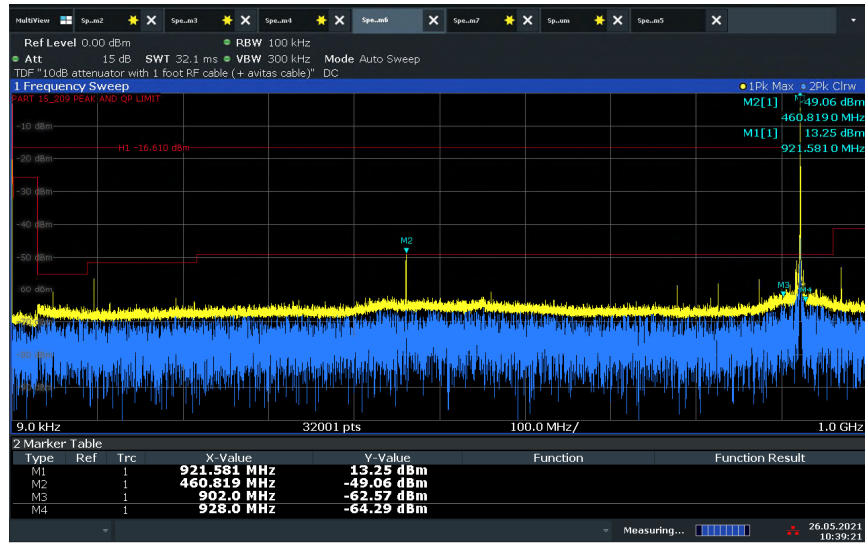 MultiView Sp..m2 Spe..m3 Spe..m4 Spe..m6 Spe..m7 Sp..um Spe..m5
Ref Level 0.00 dBm RBW 100 kHz
Att 15 dB SWT 32.1 ms VBW 300 kHz Mode Auto Sweep
TDF "10dB attenuator with 1 foot RF cable (+ avitas cable)" DC
1 Frequency Sweep 1Pk Max 2Pk Clrw
PART 15_209 PEAK AND QP LIMIT
M2[1] -49.06 dBm
460.8190 MHz
M1[1] 13.25 dBm
921.5810 MHz
-10 dBm
H1 -16.610 dBm
-20 dBm
-30 dBm
-40 dBm
M2
-50 dBm
M3
9.0 kHz 32001 pts 100.0 MHz/ 1.0 GHz
2 Marker Table
Type Ref Trc X-Value Y-Value Function Function Result
M1 1 921.581 MHz 13.25 dBm
M2 1 460.819 MHz -49.06 dBm
M3 1 902.0 MHz -62.57 dBm
M4 1 928.0 MHz -64.29 dBm
Measuring... 26.05.2021
10:39:21